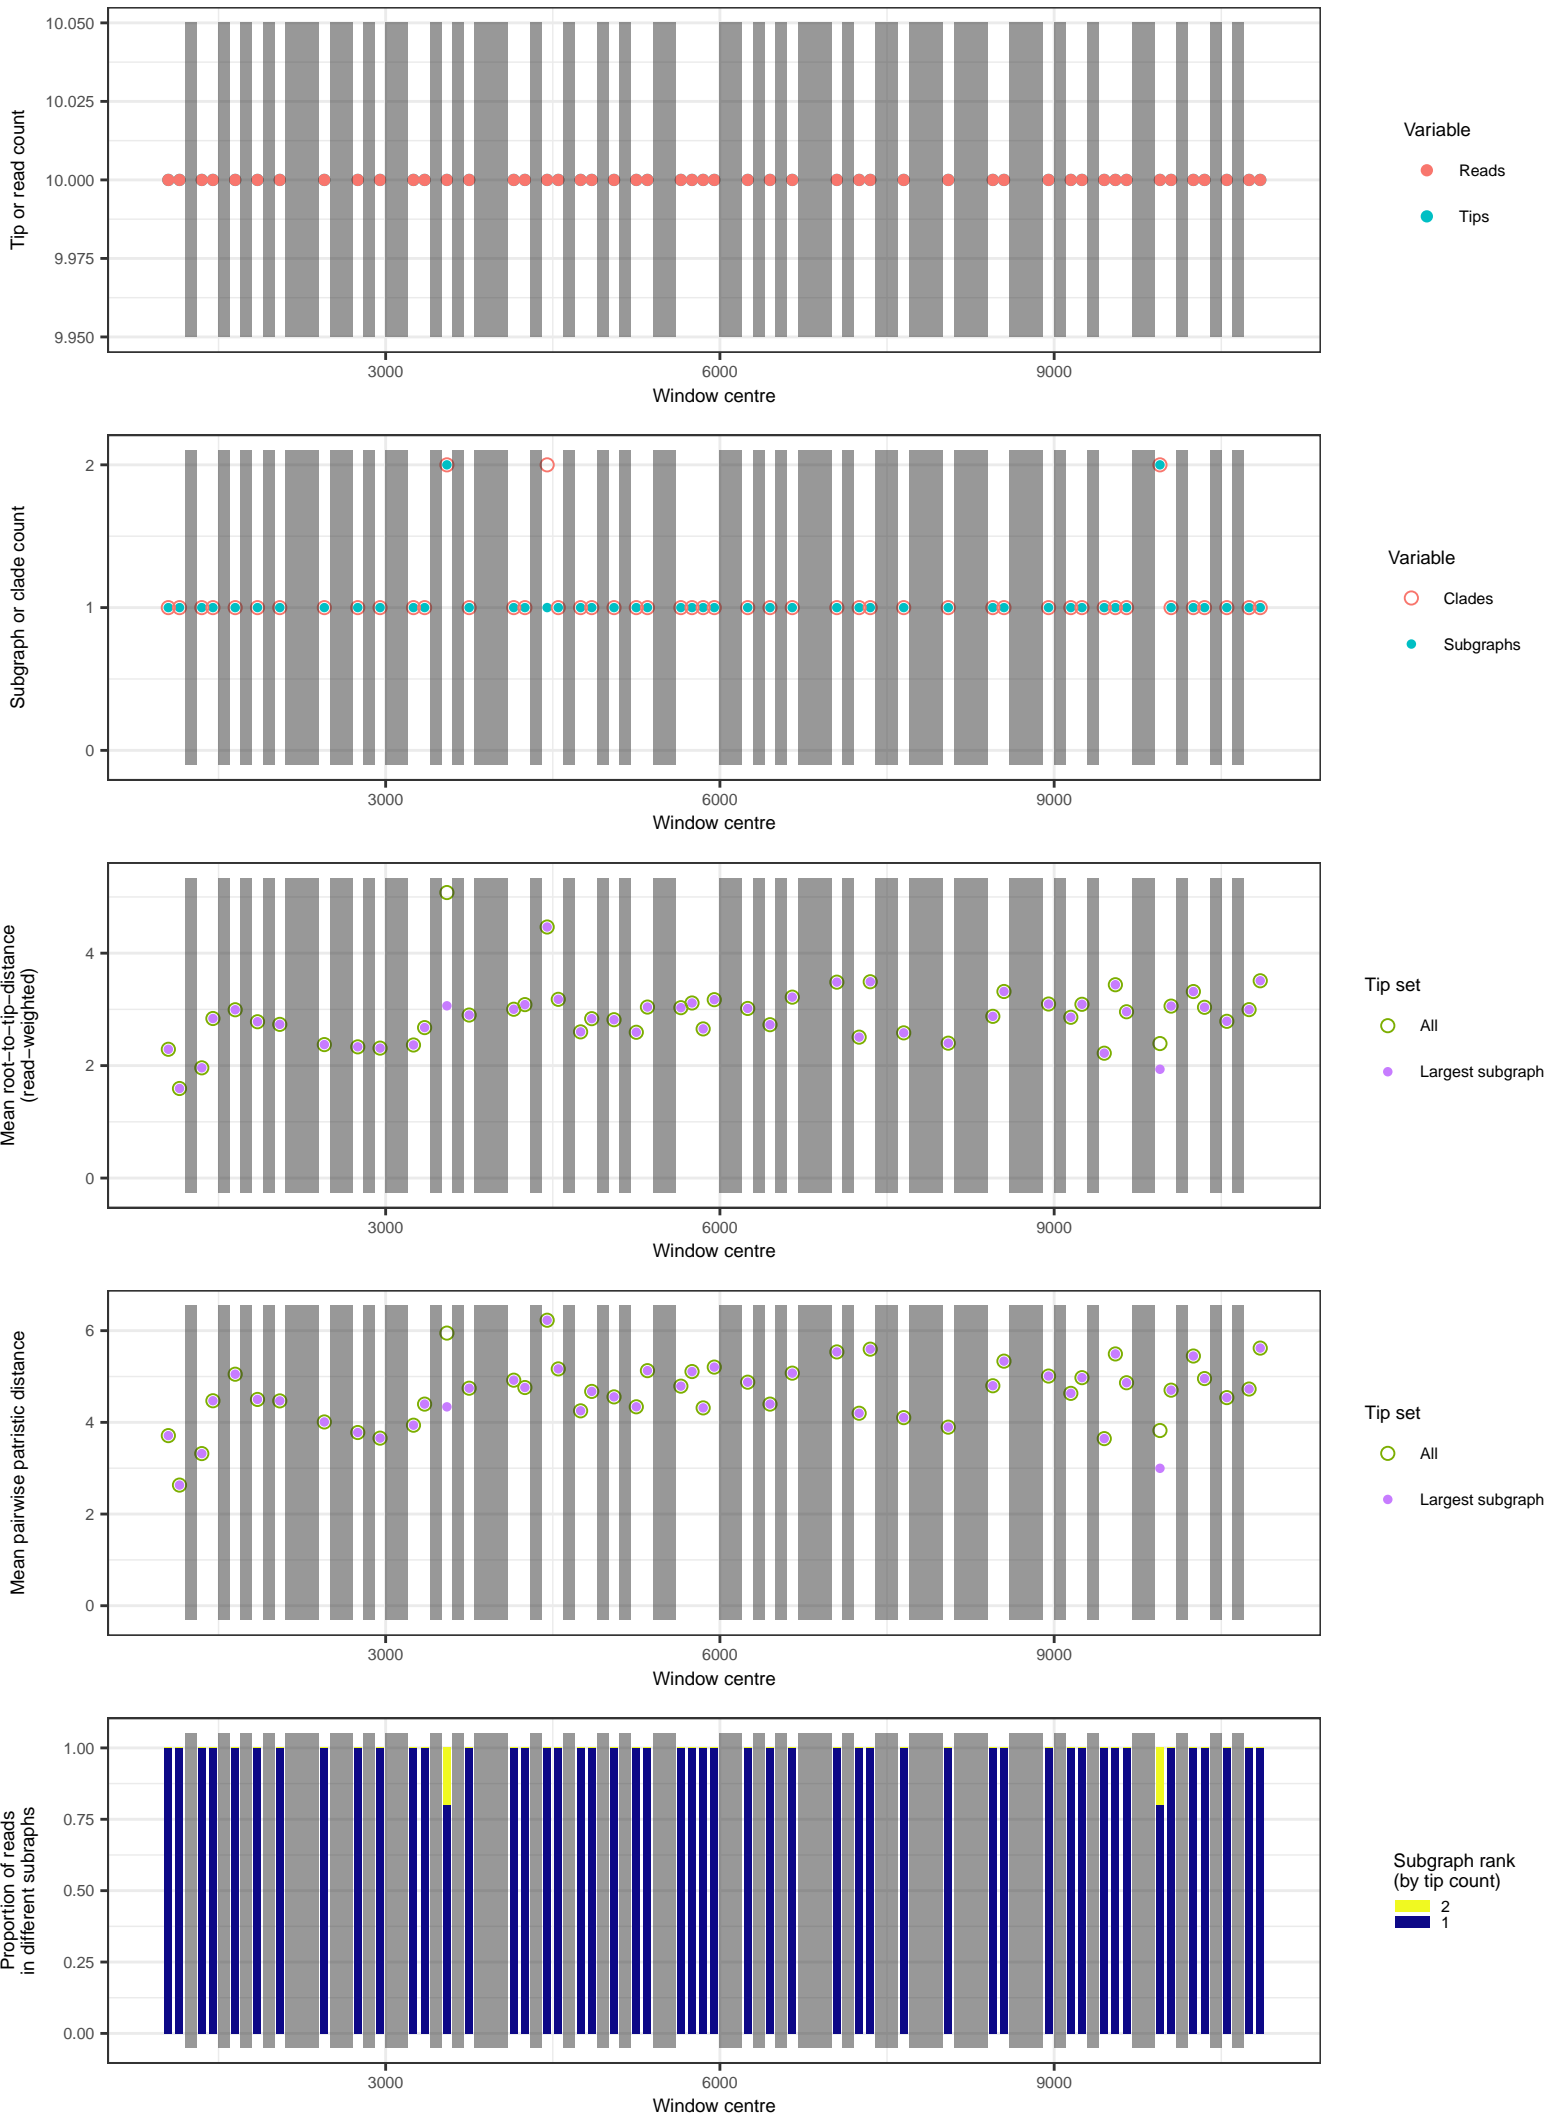 10.050
10.025
10.000
9.975
9.950
Tip or read count
3000 6000 9000
Window centre
Variable
Reads
Tips
2
1
0
Subgraph or clade count
3000 6000 9000
Window centre
Variable
Clades
Subgraphs
4
2
0
Mean root−to−tip−distance
(read−weighted)
3000 6000 9000
Window centre
Tip set
All
Largest subgraph
6
4
2
0
Mean pairwise patristic distance
3000 6000 9000
Window centre
Tip set
All
Largest subgraph
1.00
0.75
0.50
0.25
0.00
Proportion of reads
in different subraphs
3000 6000 9000
Window centre
Subgraph rank
(by tip count)
2
1